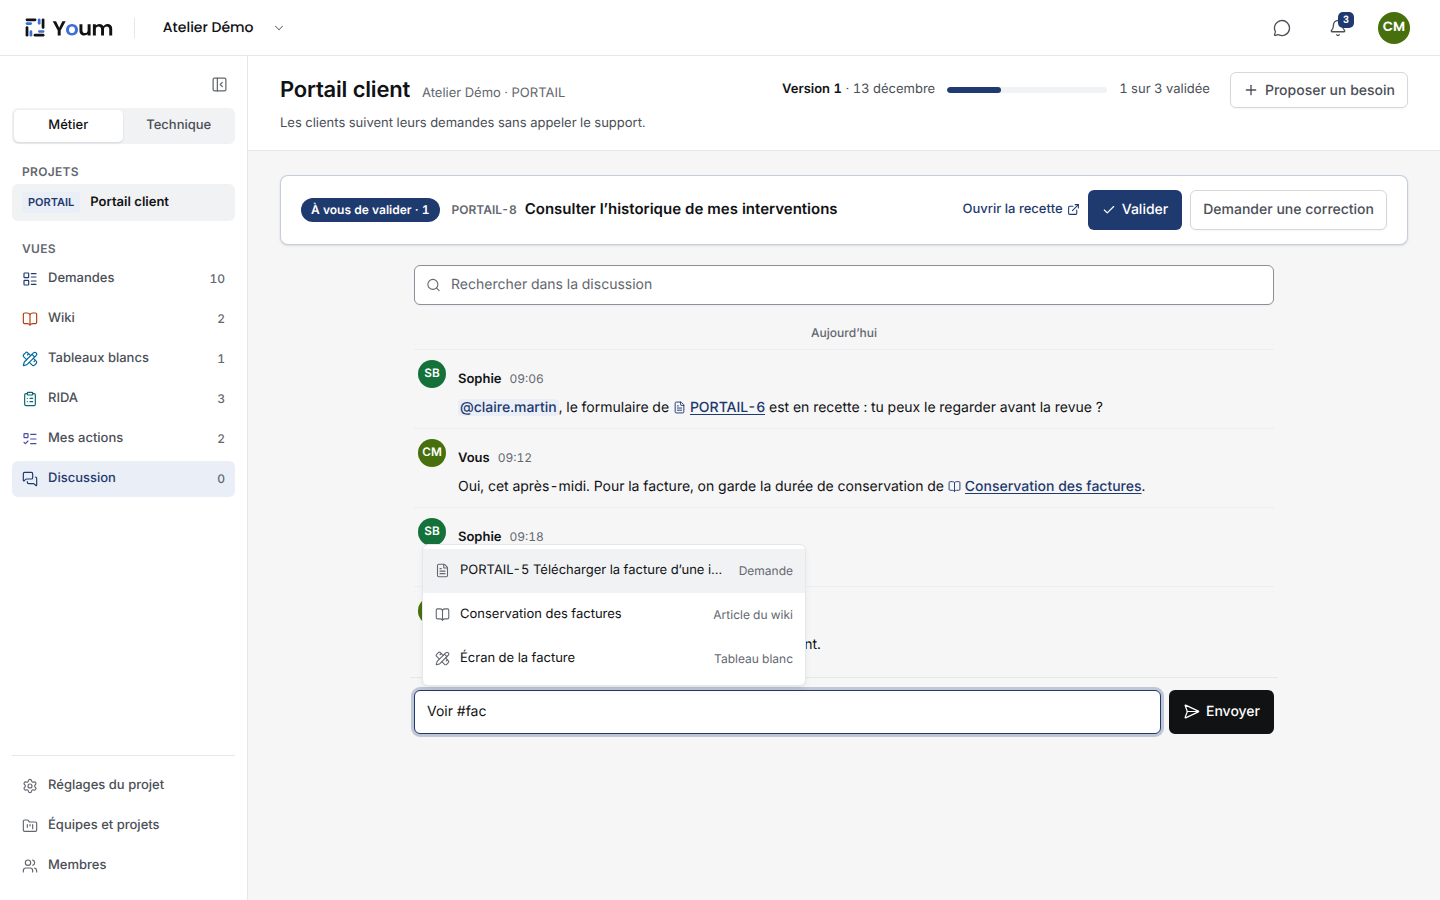 Youm
Atelier Démo
3
CM
Métier
Technique
PROJETS
PORTAIL Portail client
VUES
Demandes 10
Wiki 2
Tableaux blancs 1
RIDA 3
Mes actions 2
Discussion 0
Réglages du projet
Équipes et projets
Membres
Portail client Atelier Démo · PORTAIL
Version 1 · 13 décembre
1 sur 3 validée
Proposer un besoin
Les clients suivent leurs demandes sans appeler le support.
À vous de valider · 1 PORTAIL-8 Consulter l’historique de mes interventions
Ouvrir la recette
Valider
Demander une correction
Rechercher dans la discussion
Aujourd’hui
SB
Sophie 09:06
@claire.martin, le formulaire de PORTAIL-6 est en recette : tu peux le regarder avant la revue ?
CM
Vous 09:12
Oui, cet après-midi. Pour la facture, on garde la durée de conservation de Conservation des factures.
SB
Sophie 09:18
PORTAIL-5 Télécharger la facture d’une i... Demande
Conservation des factures Article du wiki
nt.
Écran de la facture Tableau blanc
Voir #fac
Envoyer